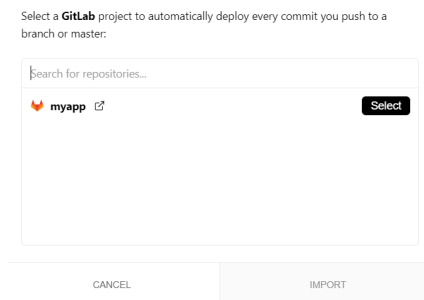 Select a GitLab project to automatically deploy every commit you push to a
branch or master:
Search for repositories...
myapp Select
CANCEL IMPORT